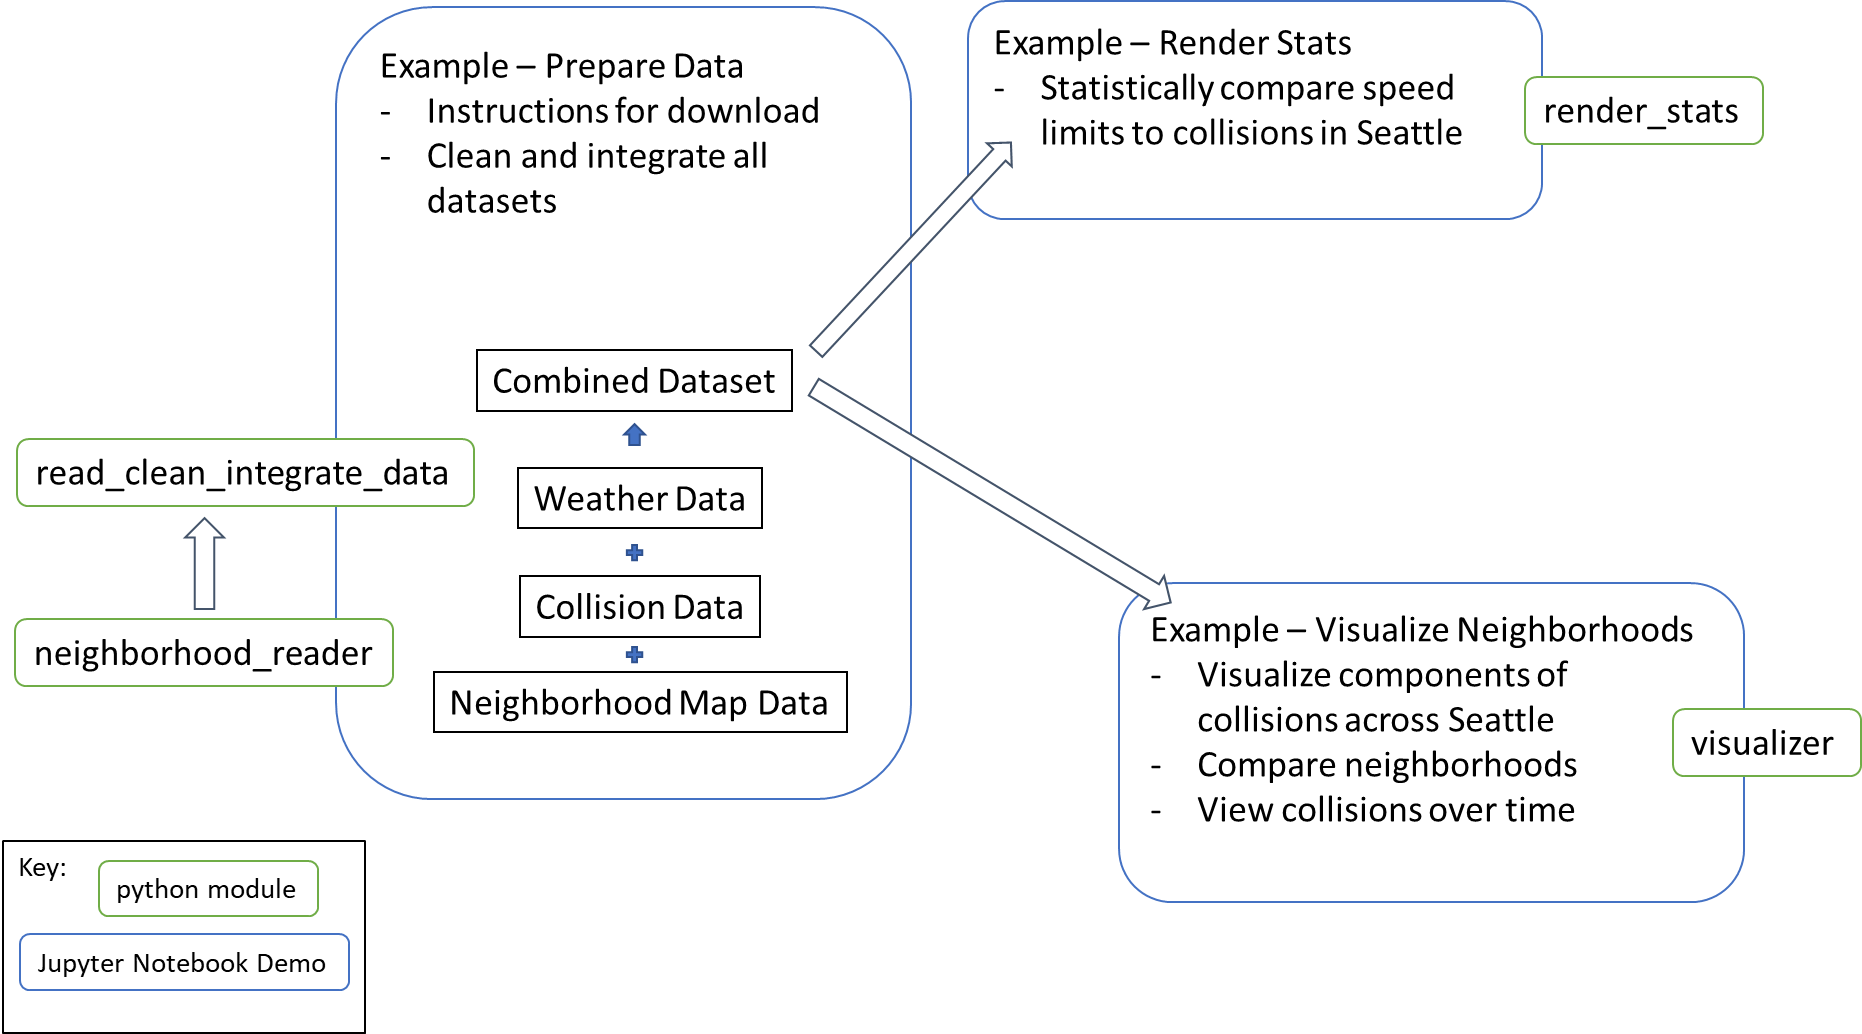 Example – Prepare Data
- Instructions for download
- Clean and integrate all
datasets
Combined Dataset
Weather Data
Collision Data
Neighborhood Map Data
read_clean_integrate_data
neighborhood_reader
Example – Render Stats
- Statistically compare speed
limits to collisions in Seattle
render_stats
Example – Visualize Neighborhoods
- Visualize components of
collisions across Seattle
- Compare neighborhoods
- View collisions over time
visualizer
Key:
python module
Jupyter Notebook Demo